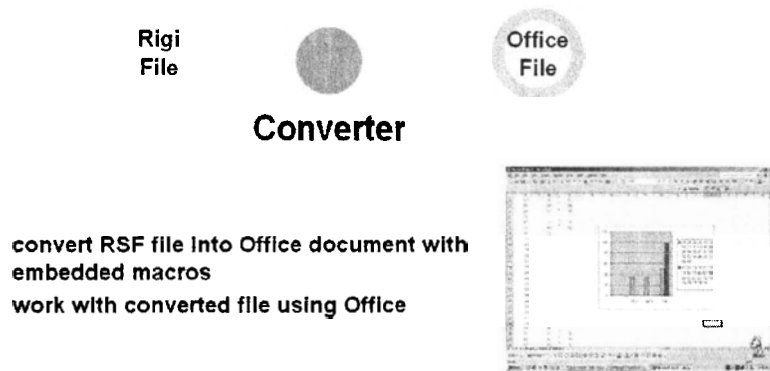 Rigi
File
Office
File
Converter
convert RSF file into Office document with
embedded macros
work with converted file using Office